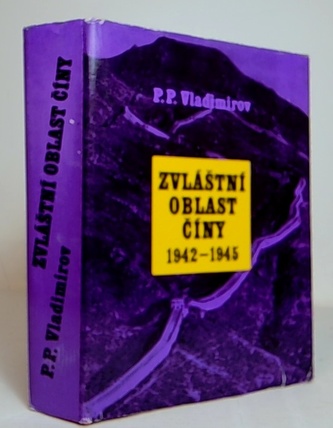 P.P. Vladimirov
ZVLÁŠTNÍ
OBLAST
ČÍNY
1942-1945
ZVLÁŠTNÍ OBLAST ČÍNY
P.P. Vladimirov